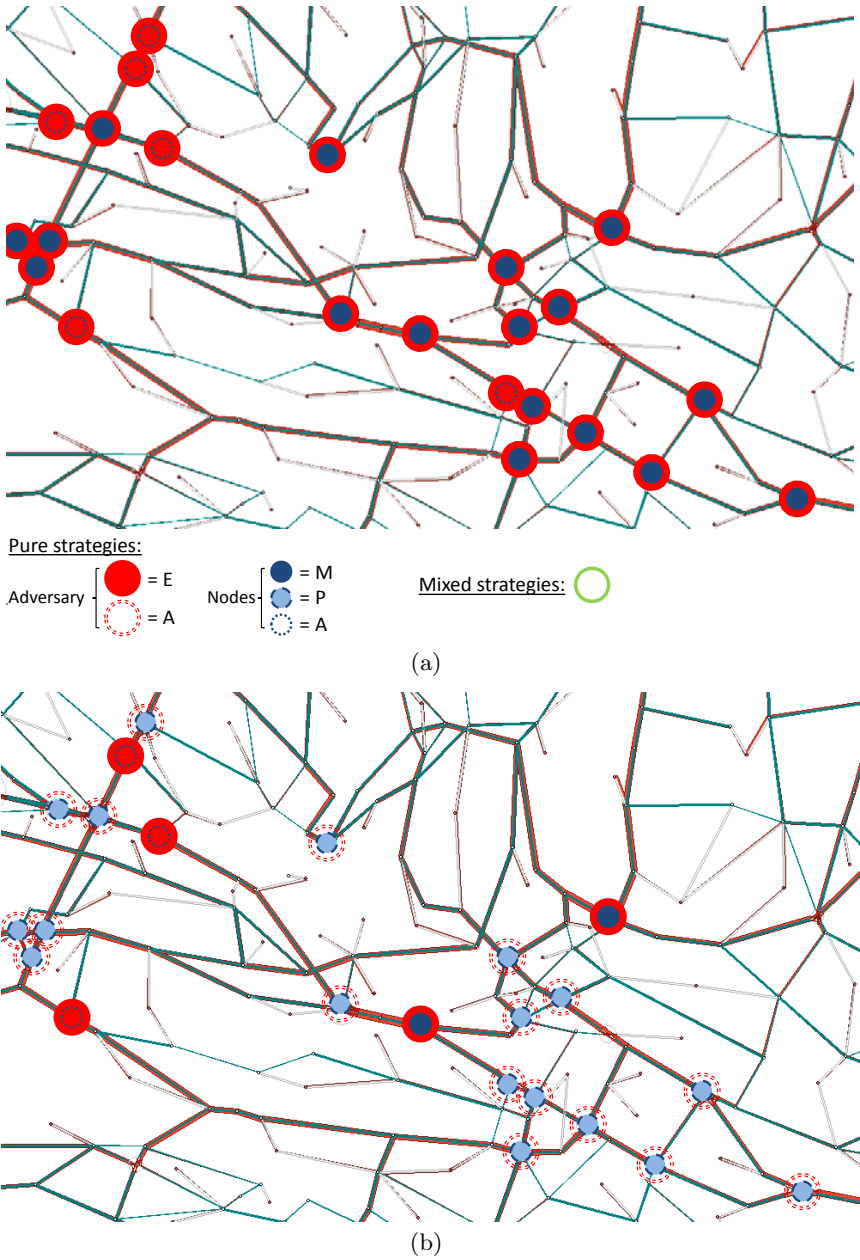 Pure strategies:
Adversary
= E
= A
Nodes
= M
= P
= A
Mixed strategies:
(a)
(b)